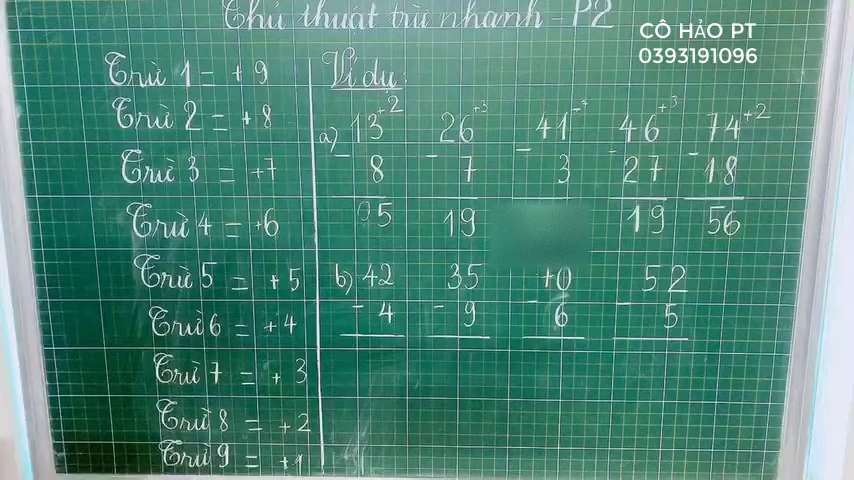 Thủ thuật trừ nhanh - P2
CÔ HẢO PT
0393191096
Trừ 1 = +9
Trừ 2 = +8
Trừ 3 = +7
Trừ 4 = +6
Trừ 5 = +5
Trừ 6 = +4
Trừ 7 = +3
Trừ 8 = +2
Trừ 9 = +1
Ví dụ:
a) 13 +2 26 +3 41 +7 46 +3 74 +2
- 8 - 7 - 3 - 27 - 18
05 19 19 56
b) 42 35 70 52
- 4 - 9 - 6 - 5